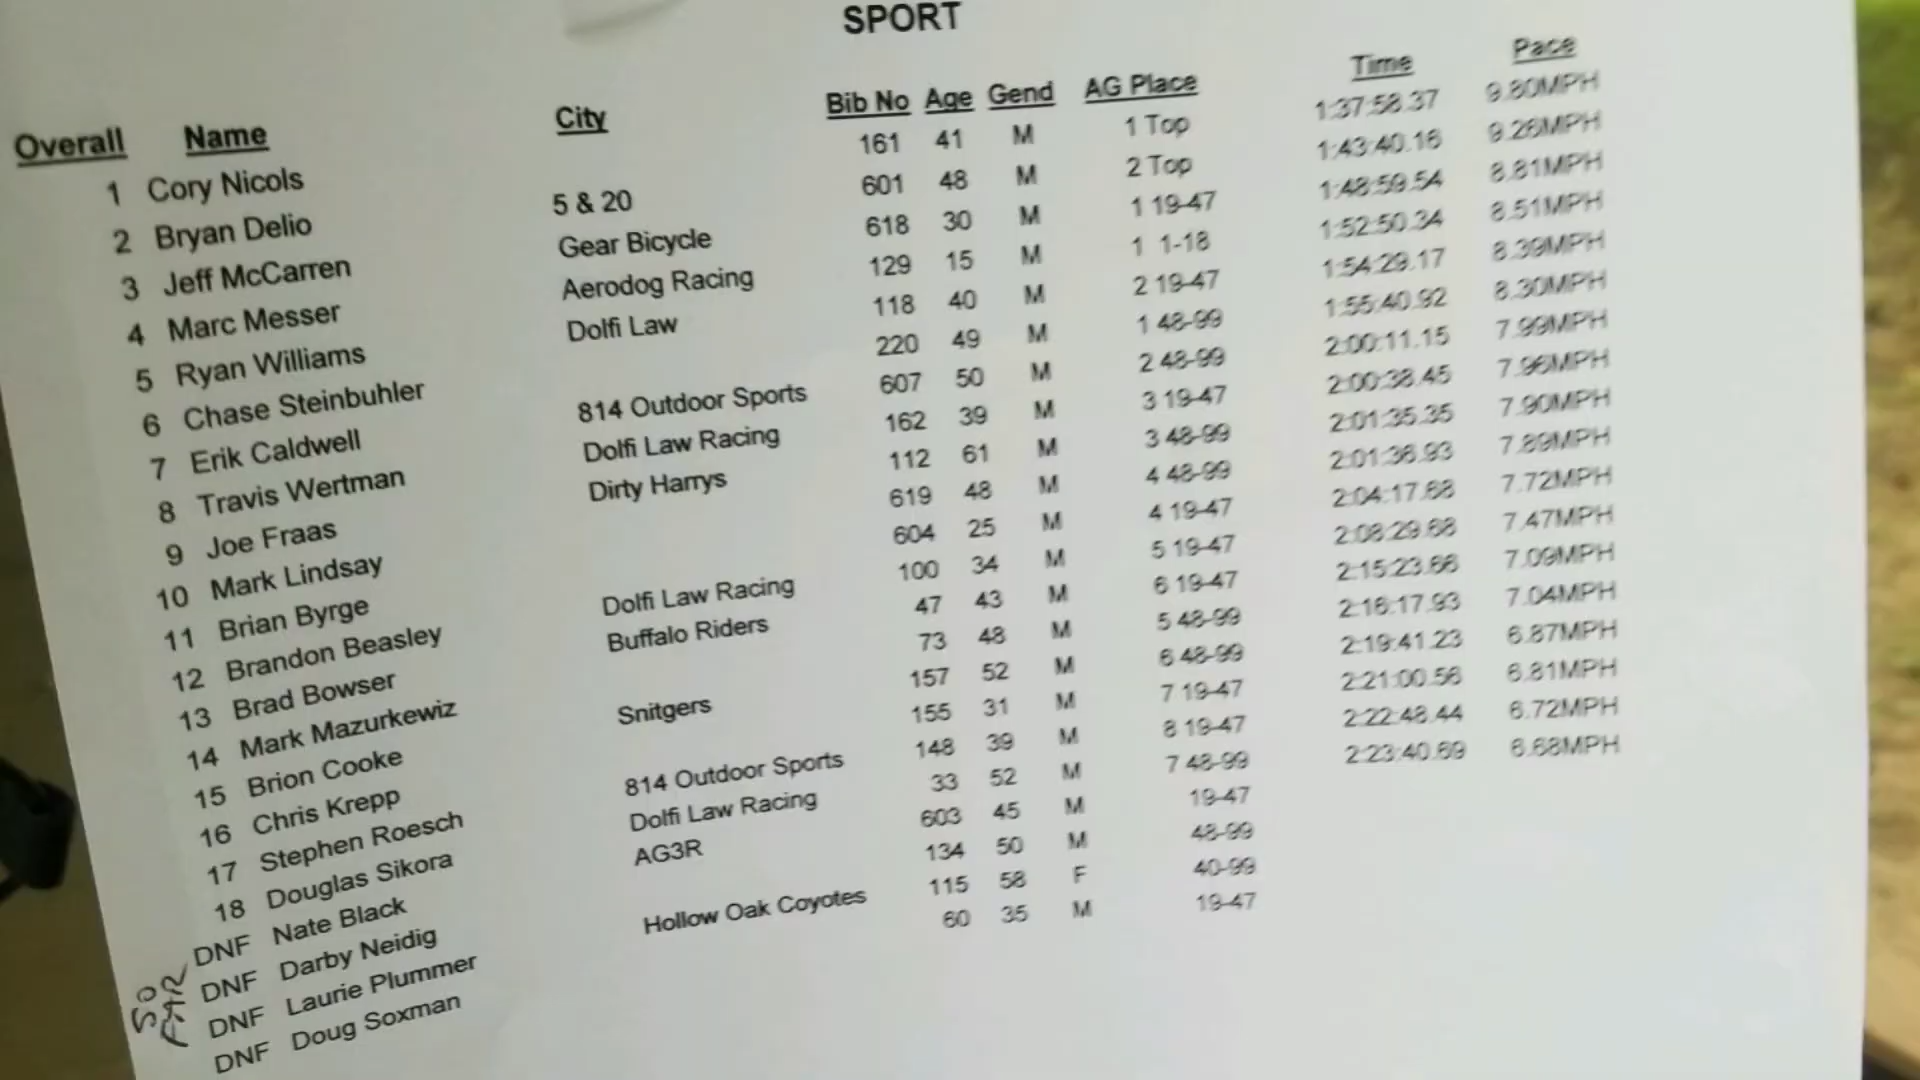 SPORT
Overall Name City Bib No Age Gend AG Place Time Pace
1 Cory Nicols 161 41 M 1 Top 1:37:58.37 9.80MPH
2 Bryan Delio 5 & 20 601 48 M 2 Top 1:43:40.16 9.26MPH
3 Jeff McCarren Gear Bicycle 618 30 M 1 19-47 1:48:59.54 8.81MPH
4 Marc Messer Aerodog Racing 129 15 M 1 1-18 1:52:50.34 8.51MPH
5 Ryan Williams Dolfi Law 118 40 M 2 19-47 1:54:29.17 8.39MPH
6 Chase Steinbuhler 220 49 M 1 48-99 1:55:40.92 8.30MPH
7 Erik Caldwell 814 Outdoor Sports 607 50 M 2 48-99 2:00:11.15 7.99MPH
8 Travis Wertman Dolfi Law Racing 162 39 M 3 19-47 2:00:38.45 7.96MPH
9 Joe Fraas Dirty Harrys 112 61 M 3 48-99 2:01:35.35 7.90MPH
10 Mark Lindsay 619 48 M 4 48-99 2:01:36.93 7.89MPH
11 Brian Byrge 604 25 M 4 19-47 2:04:17.68 7.72MPH
12 Brandon Beasley Dolfi Law Racing 100 34 M 5 19-47 2:08:29.68 7.47MPH
13 Brad Bowser Buffalo Riders 47 43 M 6 19-47 2:15:23.66 7.09MPH
14 Mark Mazurkewiz 73 48 M 5 48-99 2:16:17.93 7.04MPH
15 Brion Cooke Snitgers 157 52 M 6 48-99 2:19:41.23 6.87MPH
16 Chris Krepp 155 31 M 7 19-47 2:21:00.56 6.81MPH
17 Stephen Roesch 814 Outdoor Sports 148 39 M 8 19-47 2:22:48.44 6.72MPH
18 Douglas Sikora Dolfi Law Racing 33 52 M 7 48-99 2:23:40.69 6.68MPH
DNF Nate Black AG3R 603 45 M 19-47
DNF Darby Neidig 134 50 M 48-99
DNF Laurie Plummer Hollow Oak Coyotes 115 58 F 40-99
DNF Doug Soxman 60 35 M 19-47
SO
FAR